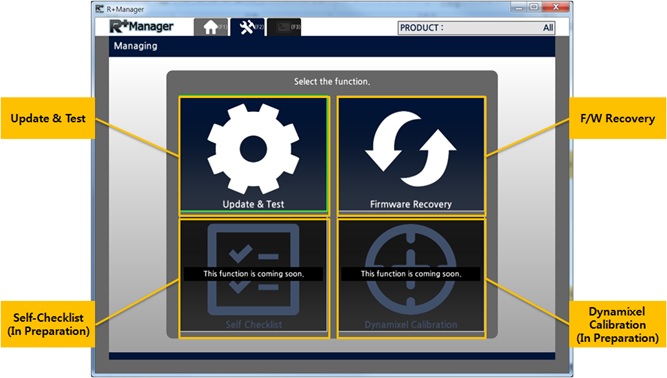 R+Manager
R+Manager (F1) (F2) (F3) PRODUCT : All
Managing
Select the function.
Update & Test
F/W Recovery
Update & Test
Firmware Recovery
This function is coming soon.
This function is coming soon.
Self-Checklist
(In Preparation)
Self Checklist
Dynamixel Calibration
Dynamixel
Calibration
(In Preparation)